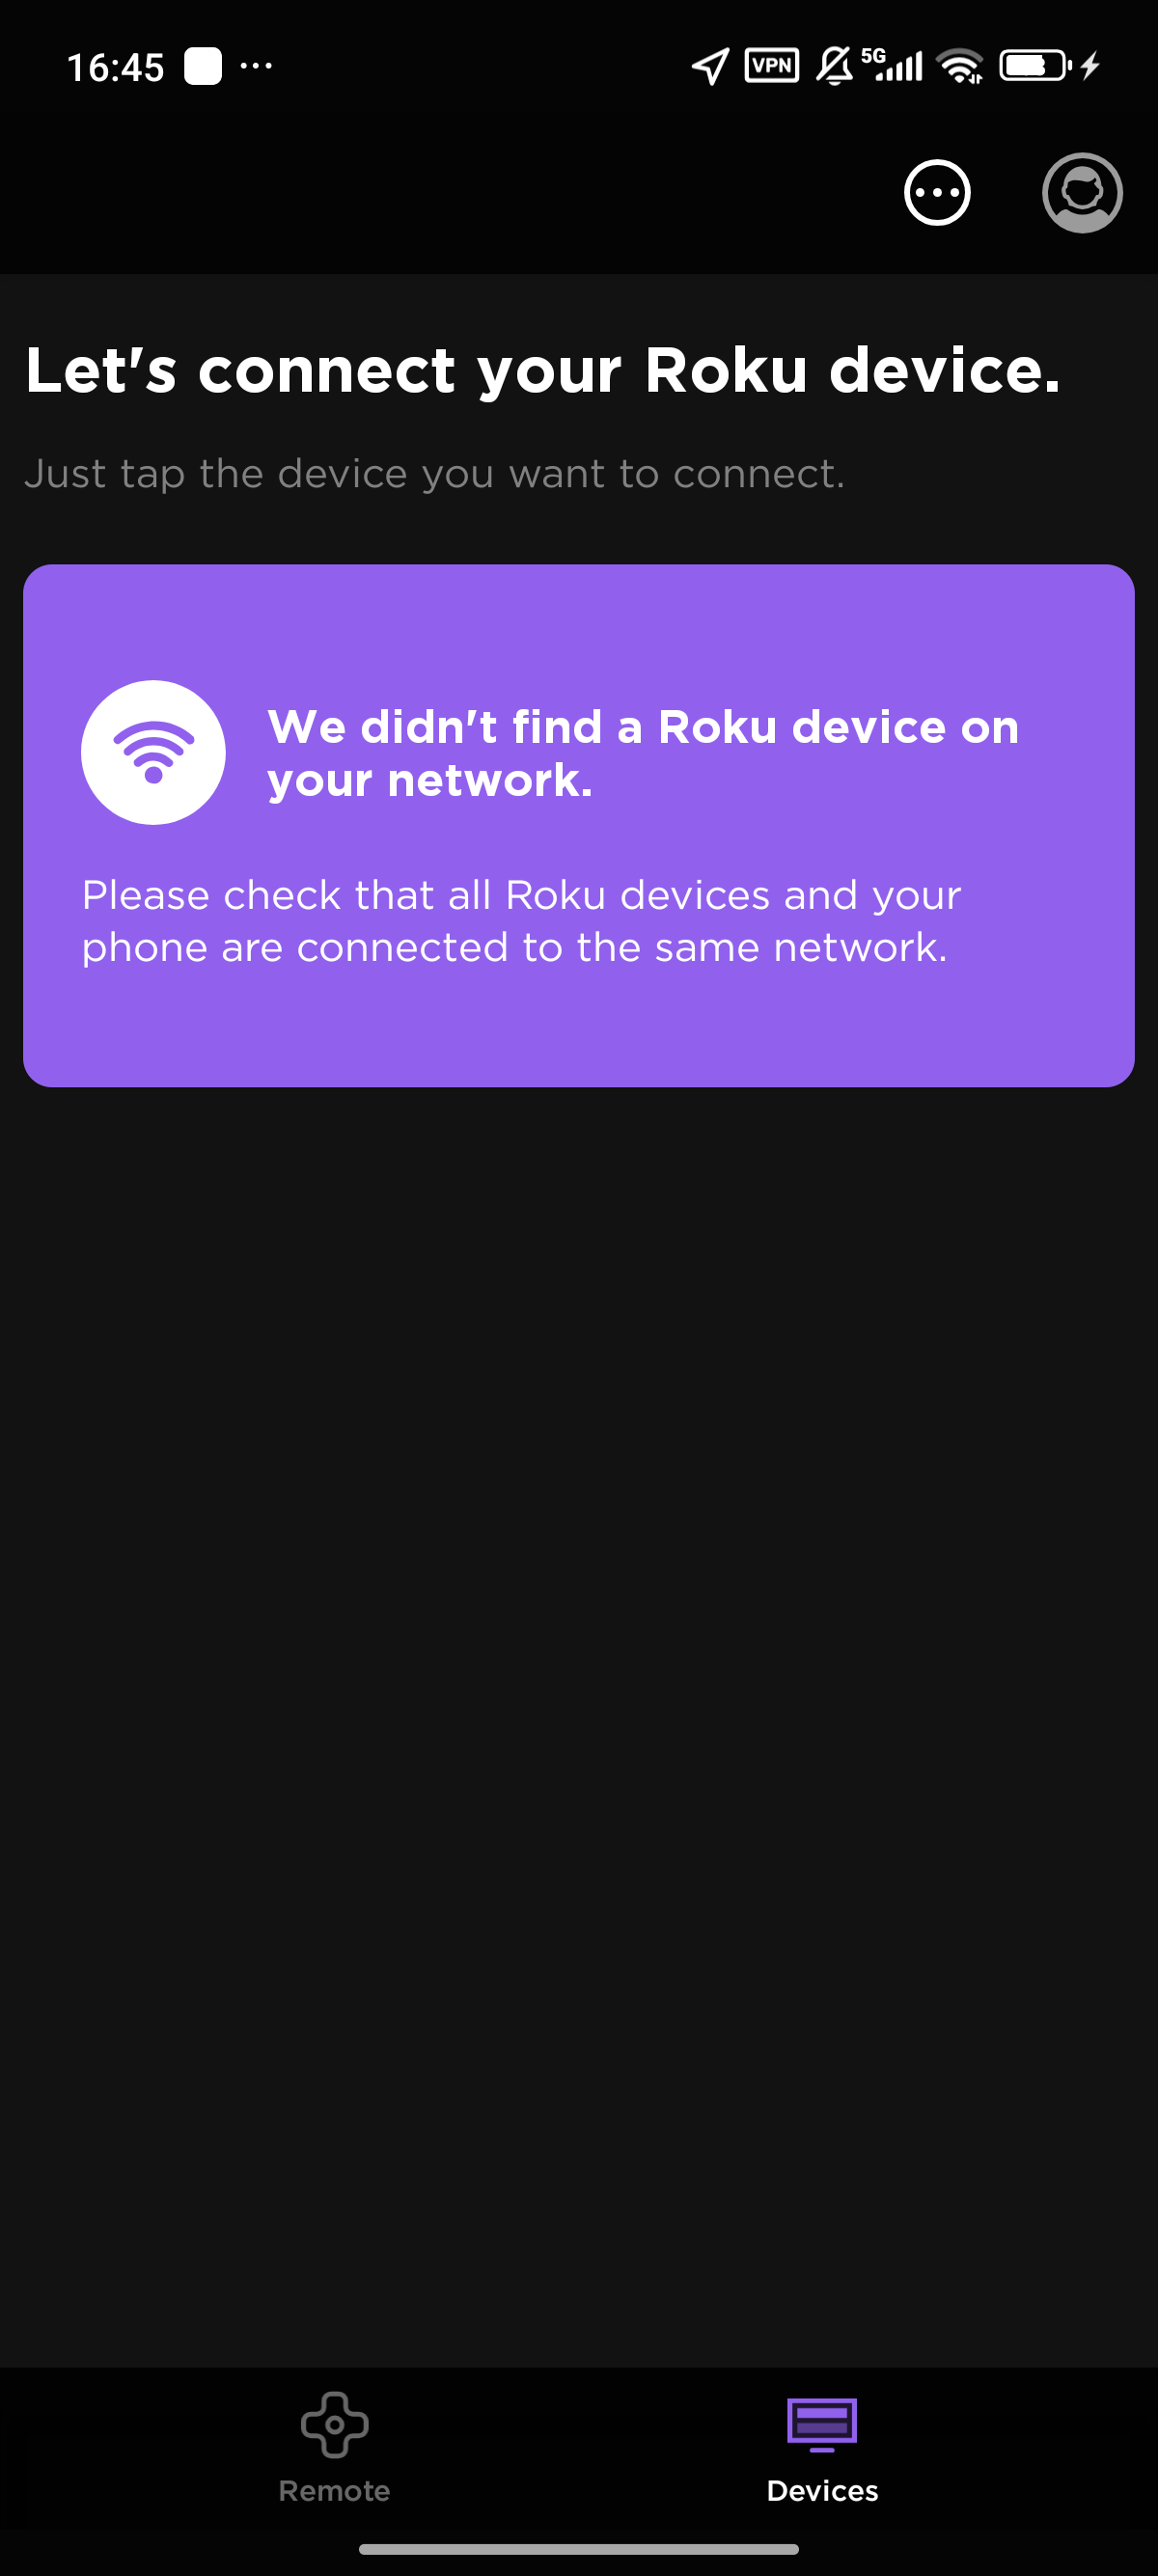 16:45
VPN
5G
Let's connect your Roku device.
Just tap the device you want to connect.
We didn't find a Roku device on
your network.
Please check that all Roku devices and your
phone are connected to the same network.
Remote
Devices